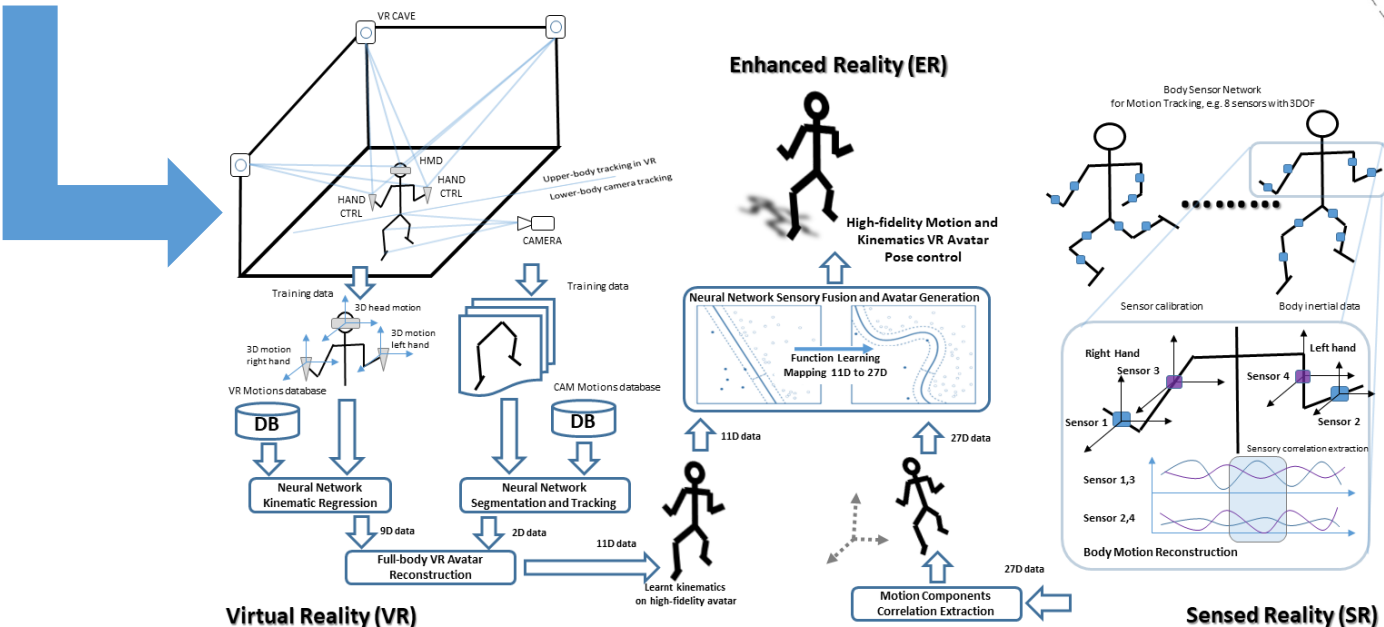 VR CAVE
HMD
HAND
CTRL
HAND
CTRL
Upper-body tracking in VR
Lower-body camera tracking
CAMERA
Training data
3D head motion
3D motion
left hand
3D motion
right hand
VR Motions database
DB
Training data
CAM Motions database
DB
Neural Network
Kinematic Regression
Neural Network
Segmentation and Tracking
9D data
2D data
Full-body VR Avatar
Reconstruction
11D data
Learnt kinematics
on high-fidelity avatar
Virtual Reality (VR)
Enhanced Reality (ER)
High-fidelity Motion and
Kinematics VR Avatar
Pose control
Neural Network Sensory Fusion and Avatar Generation
Function Learning
Mapping 11D to 27D
11D data
27D data
27D data
Motion Components
Correlation Extraction
Body Sensor Network
for Motion Tracking, e.g. 8 sensors with 3DOF
Sensor calibration
Body inertial data
Right Hand
Sensor 3
Sensor 1
Left hand
Sensor 4
Sensor 2
Sensory correlation extraction
Sensor 1,3
Sensor 2,4
Body Motion Reconstruction
Sensed Reality (SR)